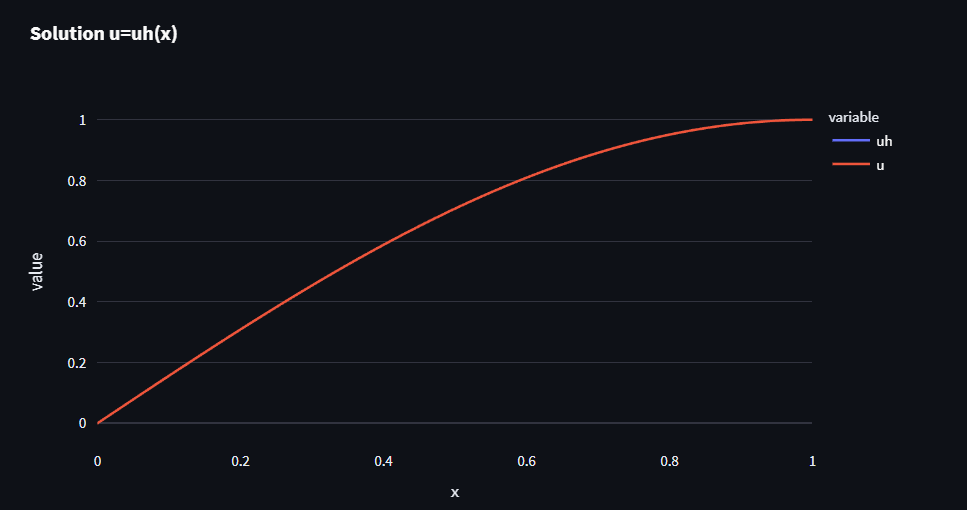 Solution u=uh(x)
variable
uh
u
value
1
0.8
0.6
0.4
0.2
0
0 0.2 0.4 0.6 0.8 1
x